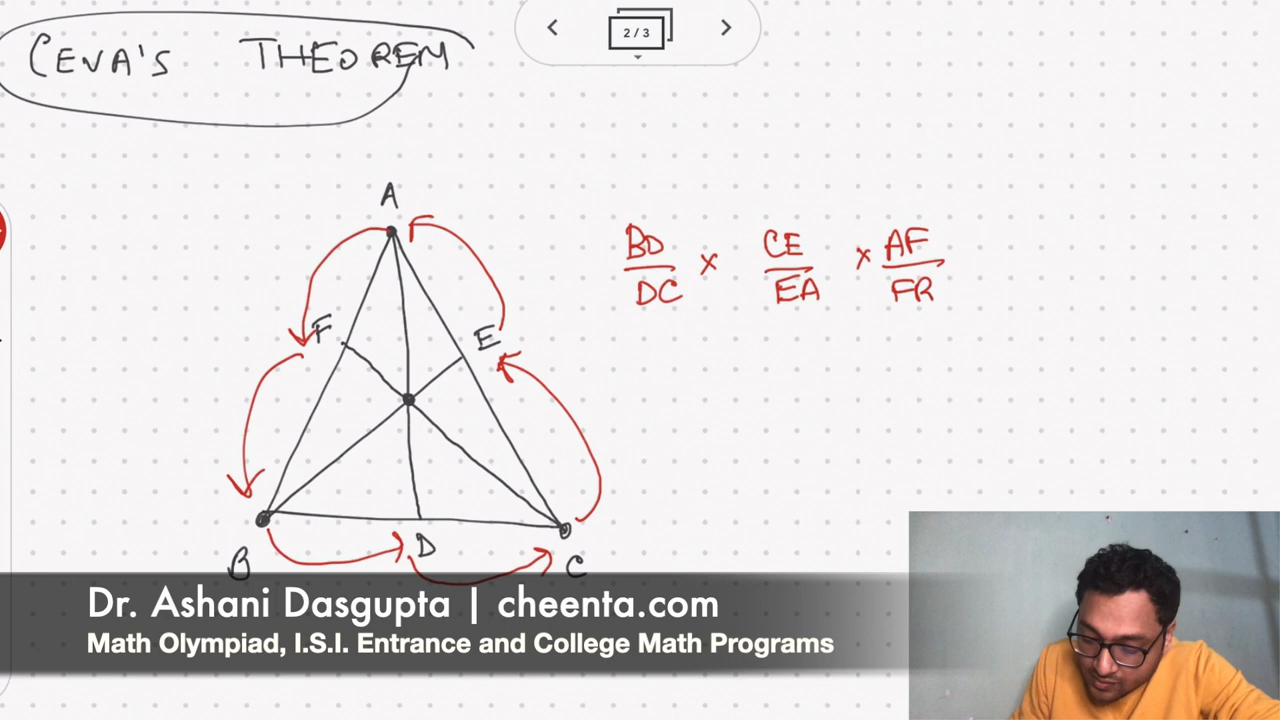 CEVA'S THEOREM
2 / 3
A
F
E
B
D
C
BD/DC × CE/EA × AF/FB
Dr. Ashani Dasgupta | cheenta.com
Math Olympiad, I.S.I. Entrance and College Math Programs